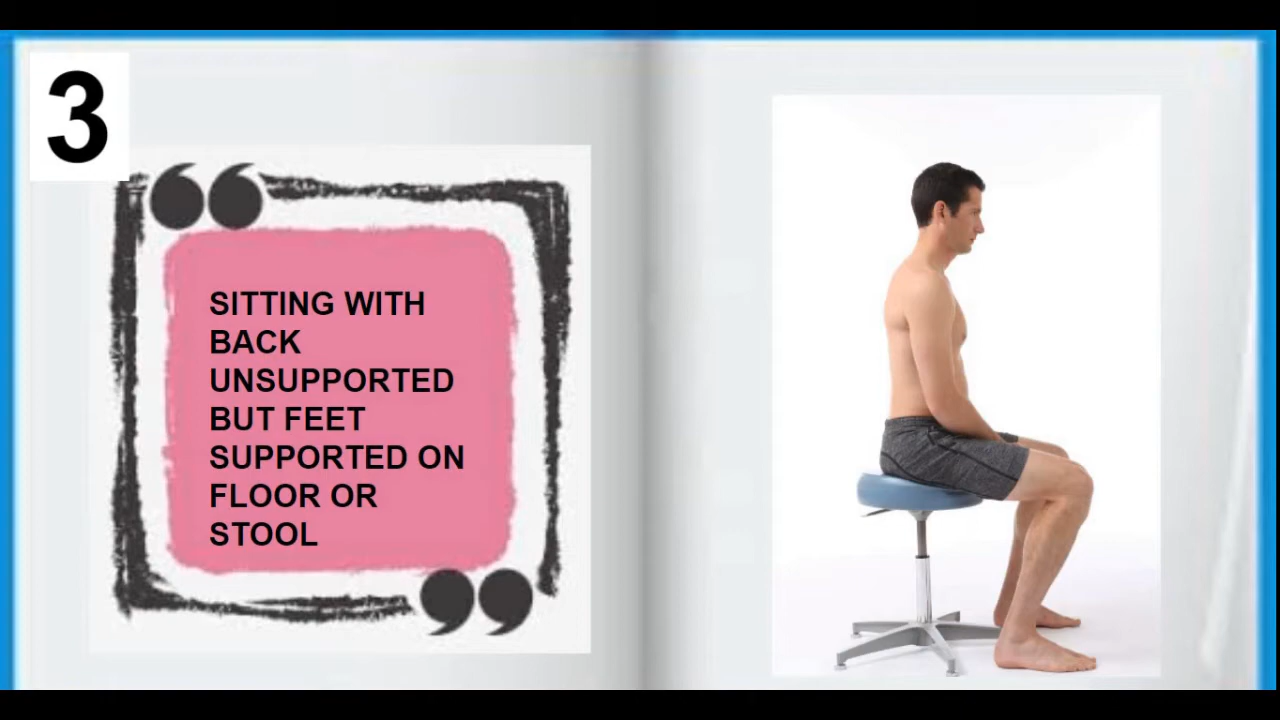 3
SITTING WITH
BACK
UNSUPPORTED
BUT FEET
SUPPORTED ON
FLOOR OR
STOOL